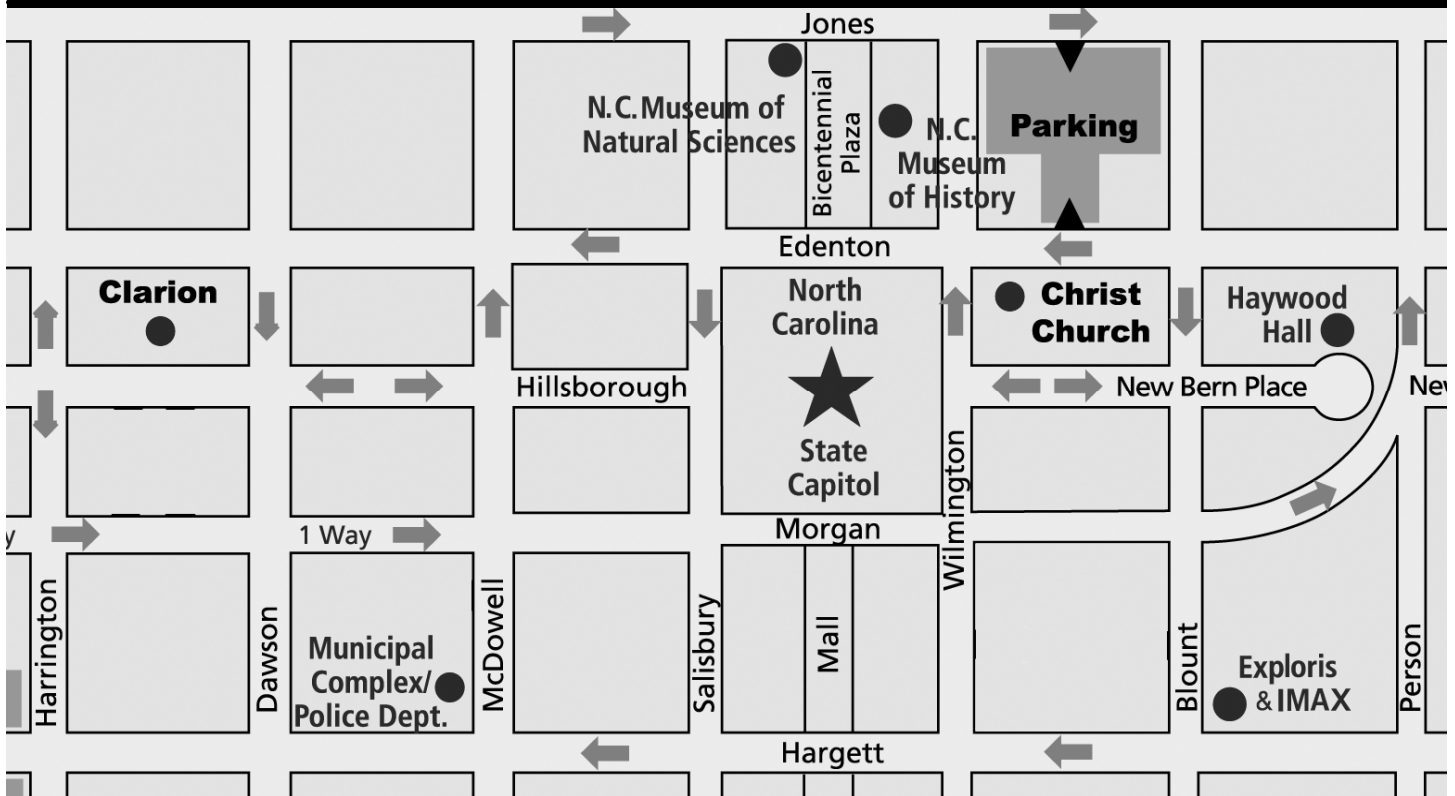 Jones
N.C. Museum of
Natural Sciences
Bicentennial
Plaza
N.C.
Museum
of History
Parking
Edenton
Clarion
North
Carolina
State
Capitol
Christ
Church
Haywood
Hall
Hillsborough
New Bern Place
New
y
1 Way
Morgan
Wilmington
Harrington
Dawson
Municipal
Complex/
Police Dept.
McDowell
Salisbury
Mall
Blount
Exploris
& IMAX
Person
Hargett